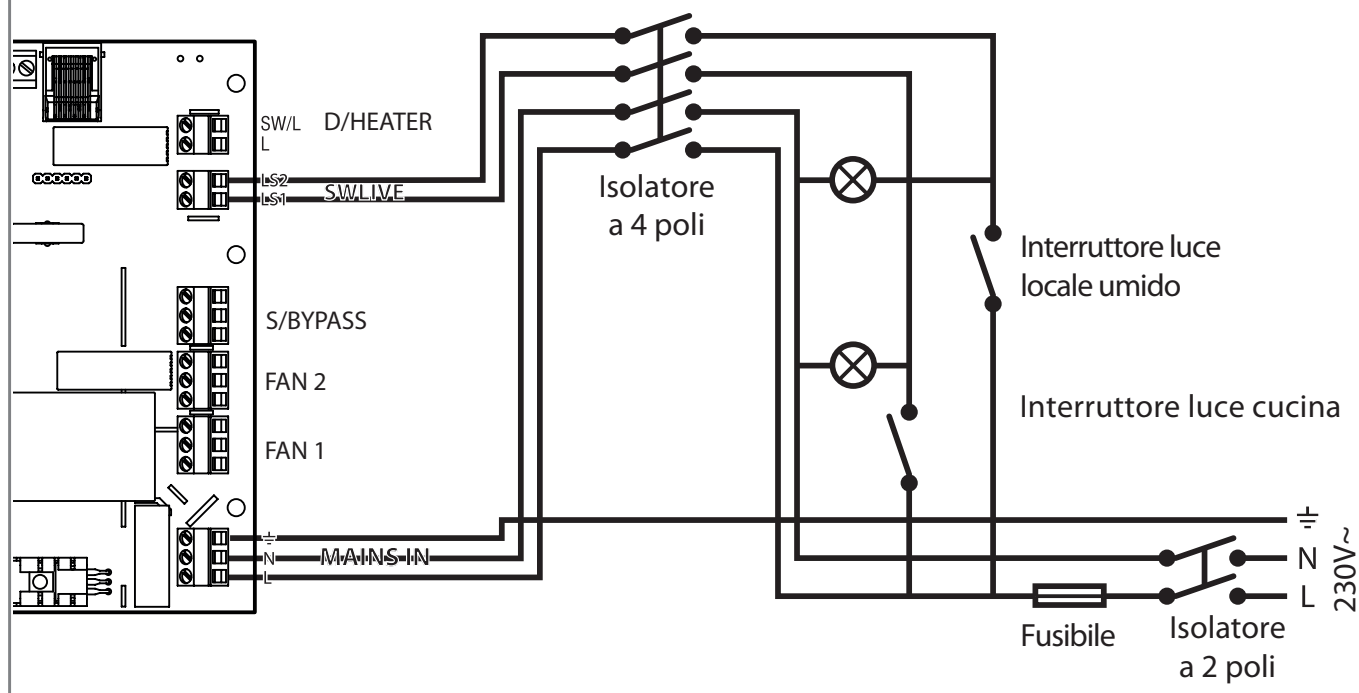 SW/L D/HEATER
L
LS2
LS1
SWLIVE
Isolatore
a 4 poli
Interruttore luce
locale umido
S/BYPASS
FAN 2
Interruttore luce cucina
FAN 1
N MAINS IN
L
N
L
230V~
Fusibile
Isolatore
a 2 poli